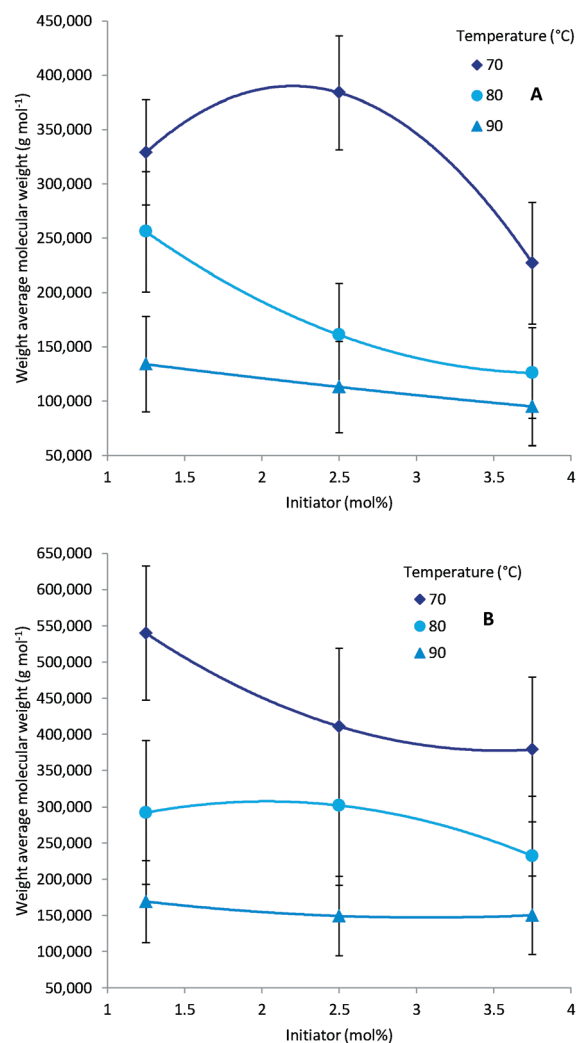 450,000
400,000
350,000
300,000
250,000
200,000
150,000
100,000
50,000
Weight average molecular weight (g mol⁻¹)
Temperature (°C)
70
80
90
A
1 1.5 2 2.5 3 3.5 4
Initiator (mol%)
650,000
600,000
550,000
500,000
450,000
400,000
350,000
300,000
250,000
200,000
150,000
100,000
50,000
Weight average molecular weight (g mol⁻¹)
Temperature (°C)
70
80
90
B
1 1.5 2 2.5 3 3.5 4
Initiator (mol%)